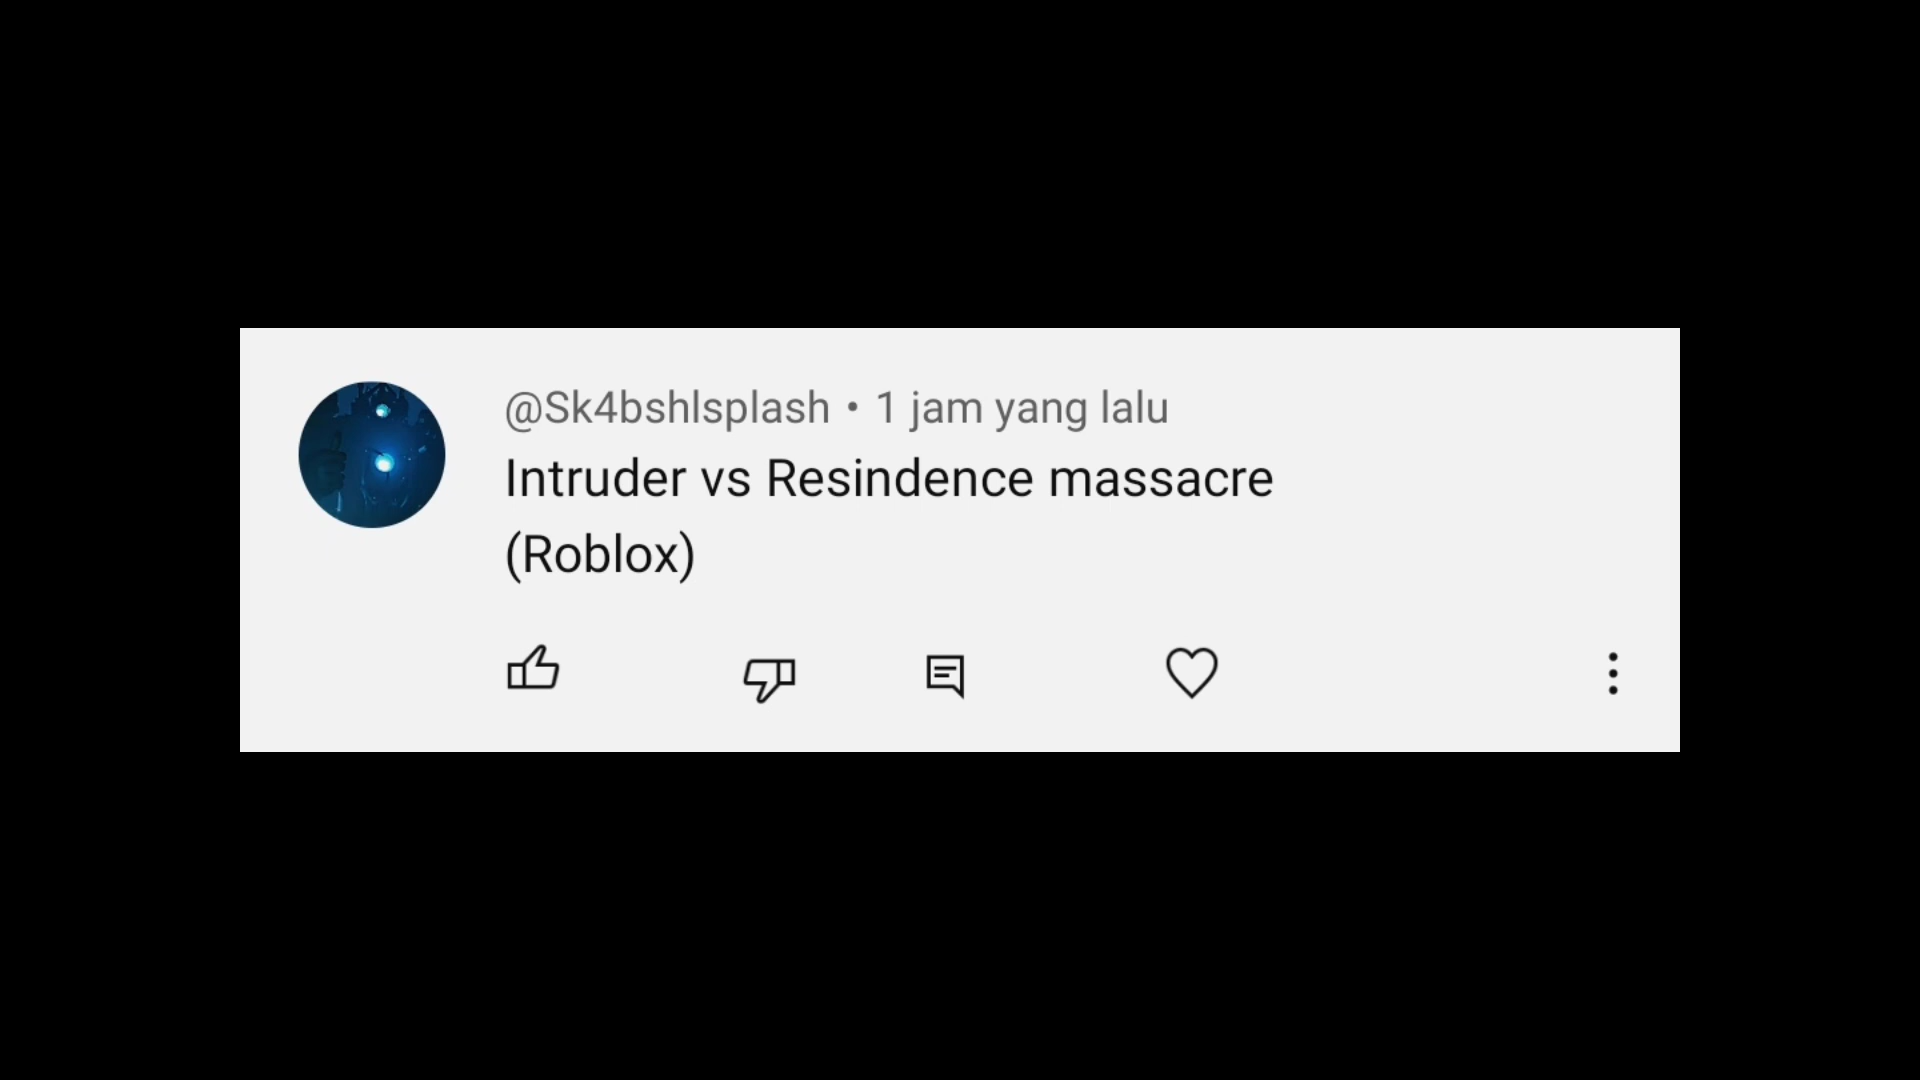 @Sk4bshlsplash • 1 jam yang lalu
Intruder vs Resindence massacre
(Roblox)